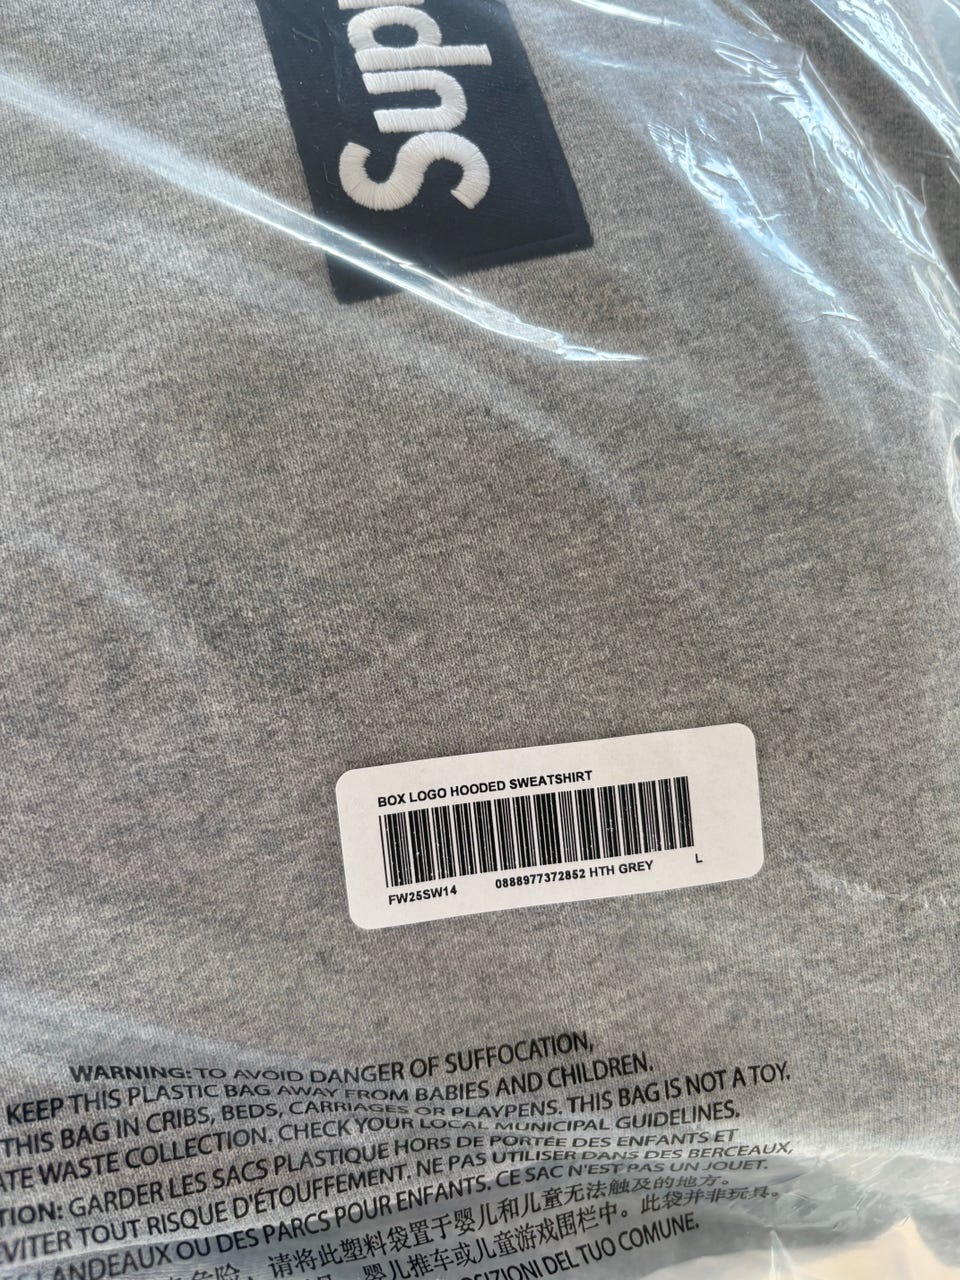 Supr
BOX LOGO HOODED SWEATSHIRT
FW25SW14 0888977372852 HTH GREY L
WARNING: TO AVOID DANGER OF SUFFOCATION,
KEEP THIS PLASTIC BAG AWAY FROM BABIES AND CHILDREN.
THIS BAG IN CRIBS, BEDS, CARRIAGES OR PLAYPENS. THIS BAG IS NOT A TOY.
WASTE COLLECTION. CHECK YOUR LOCAL MUNICIPAL GUIDELINES.
GARDER LES SACS PLASTIQUE HORS DE PORTÉE DES ENFANTS ET
TOUT RISQUE D'ÉTOUFFEMENT. NE PAS UTILISER DANS DES BERCEAUX,
LANDEAUX OU DES PARCS POUR ENFANTS. CE SAC N'EST PAS UN JOUET.
危险，请将此塑料袋置于婴儿和儿童无法触及的地方。
婴儿推车或儿童游戏围栏中。此袋并非玩具。
DEL TUO COMUNE.